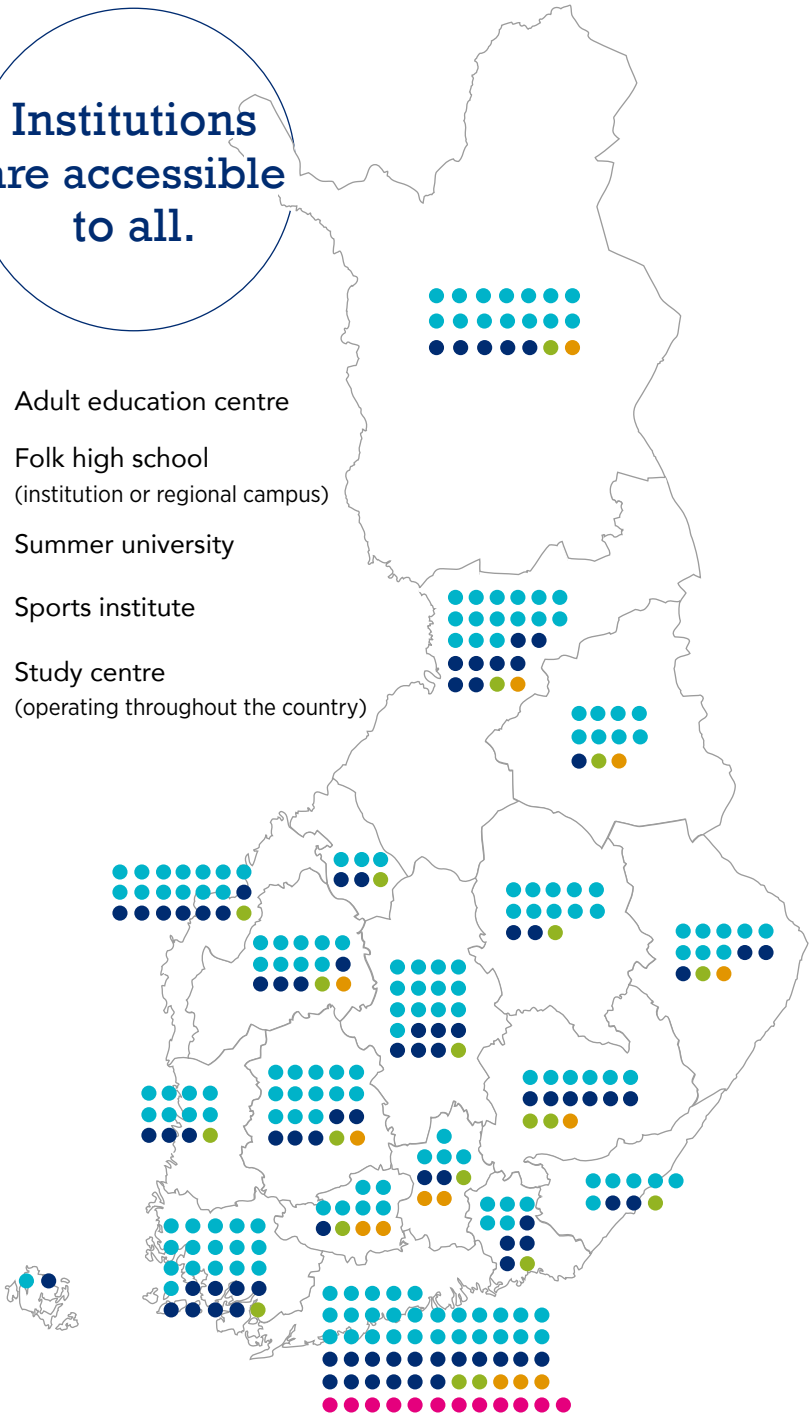 Institutions
are accessible
to all.
Adult education centre
Folk high school
(institution or regional campus)
Summer university
Sports institute
Study centre
(operating throughout the country)